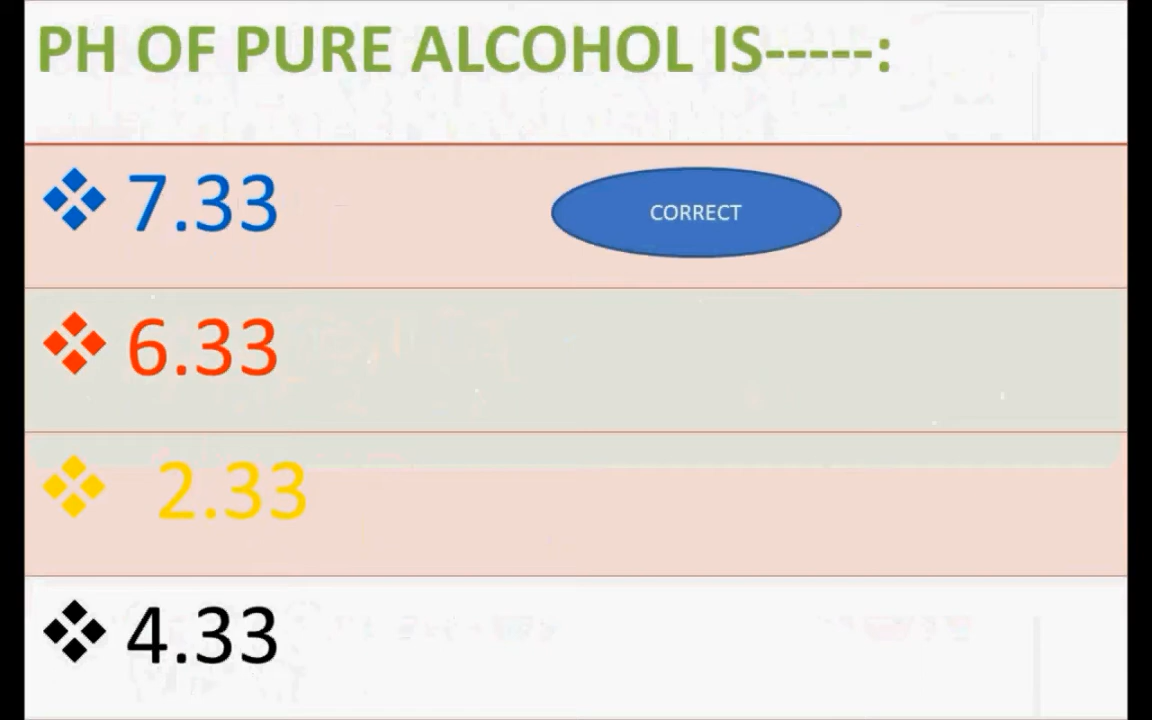 PH OF PURE ALCOHOL IS-----:
7.33
CORRECT
6.33
2.33
4.33